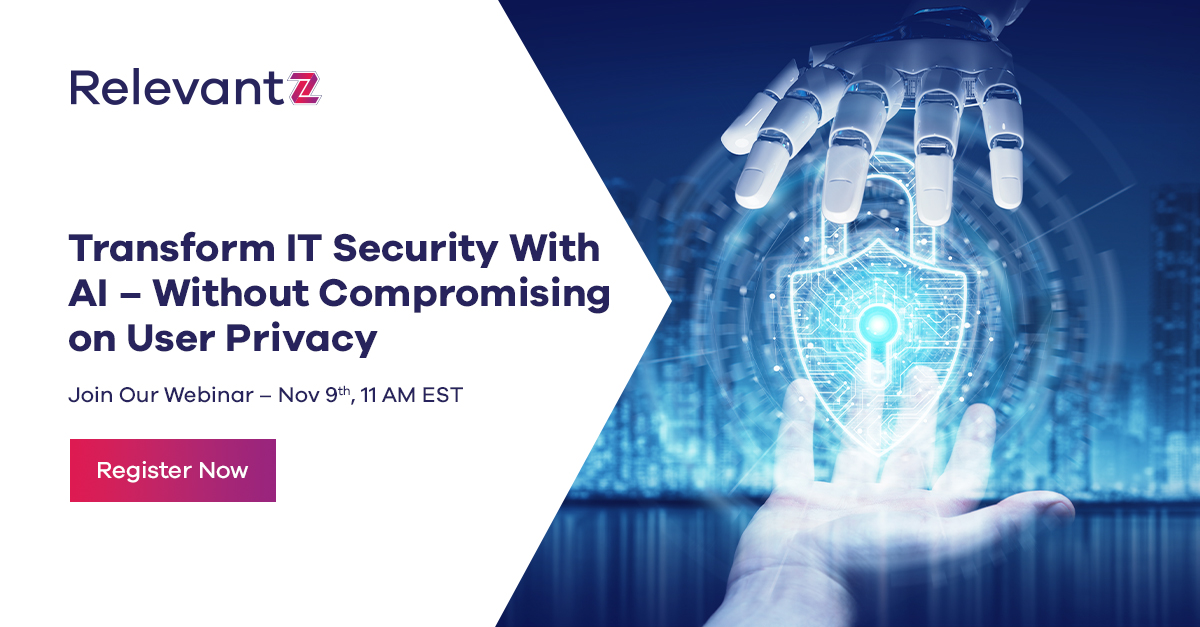 RelevantZ
Transform IT Security With
AI – Without Compromising
on User Privacy
Join Our Webinar – Nov 9th, 11 AM EST
Register Now